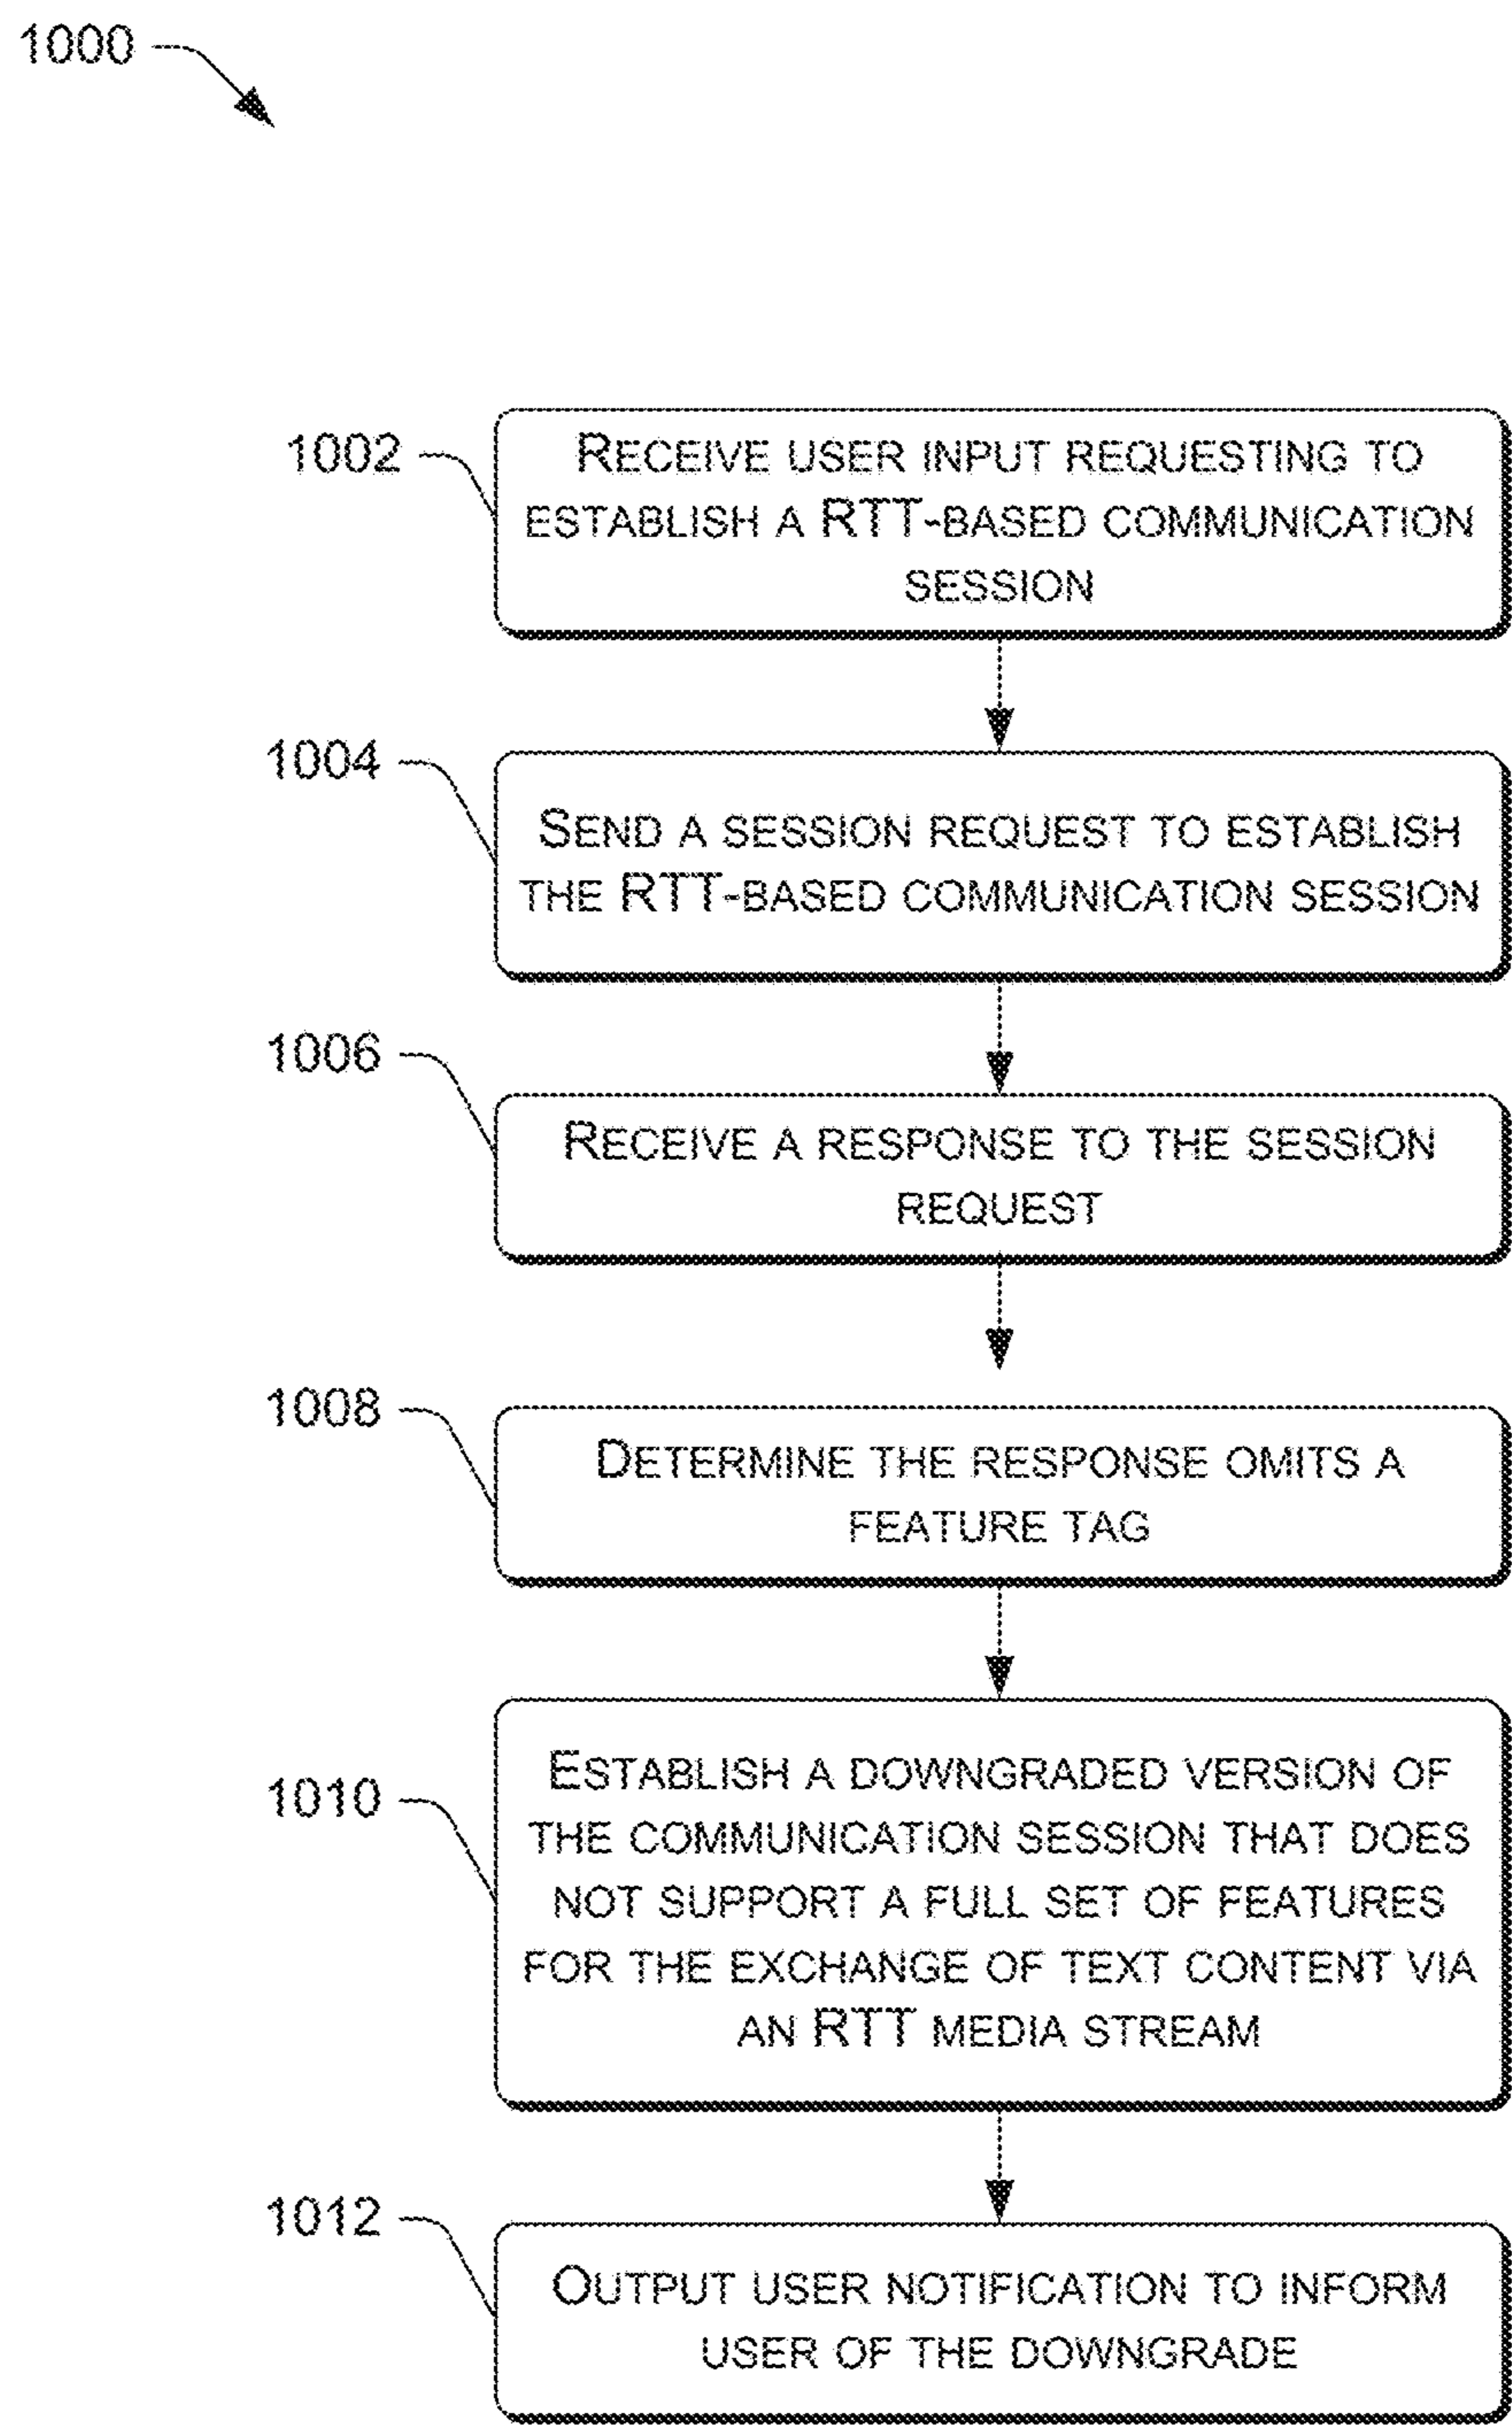 1000
1002
RECEIVE USER INPUT REQUESTING TO
ESTABLISH A RTT-BASED COMMUNICATION
SESSION
1004
SEND A SESSION REQUEST TO ESTABLISH
THE RTT-BASED COMMUNICATION SESSION
1006
RECEIVE A RESPONSE TO THE SESSION
REQUEST
1008
DETERMINE THE RESPONSE OMITS A
FEATURE TAG
1010
ESTABLISH A DOWNGRADED VERSION OF
THE COMMUNICATION SESSION THAT DOES
NOT SUPPORT A FULL SET OF FEATURES
FOR THE EXCHANGE OF TEXT CONTENT VIA
AN RTT MEDIA STREAM
1012
OUTPUT USER NOTIFICATION TO INFORM
USER OF THE DOWNGRADE